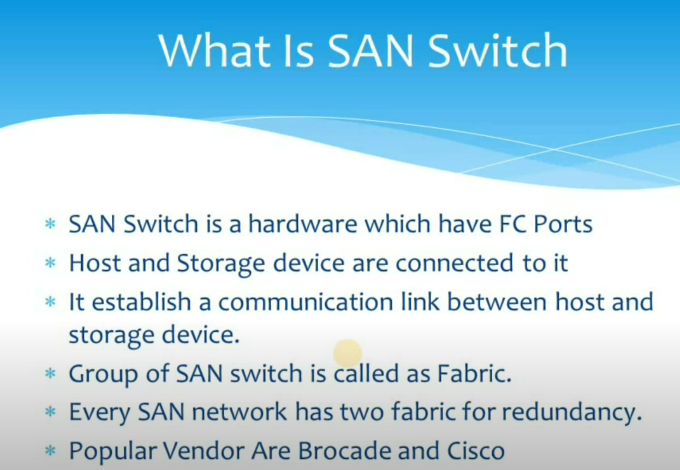 What Is SAN Switch
* SAN Switch is a hardware which have FC Ports
* Host and Storage device are connected to it
* It establish a communication link between host and
storage device.
* Group of SAN switch is called as Fabric.
* Every SAN network has two fabric for redundancy.
* Popular Vendor Are Brocade and Cisco